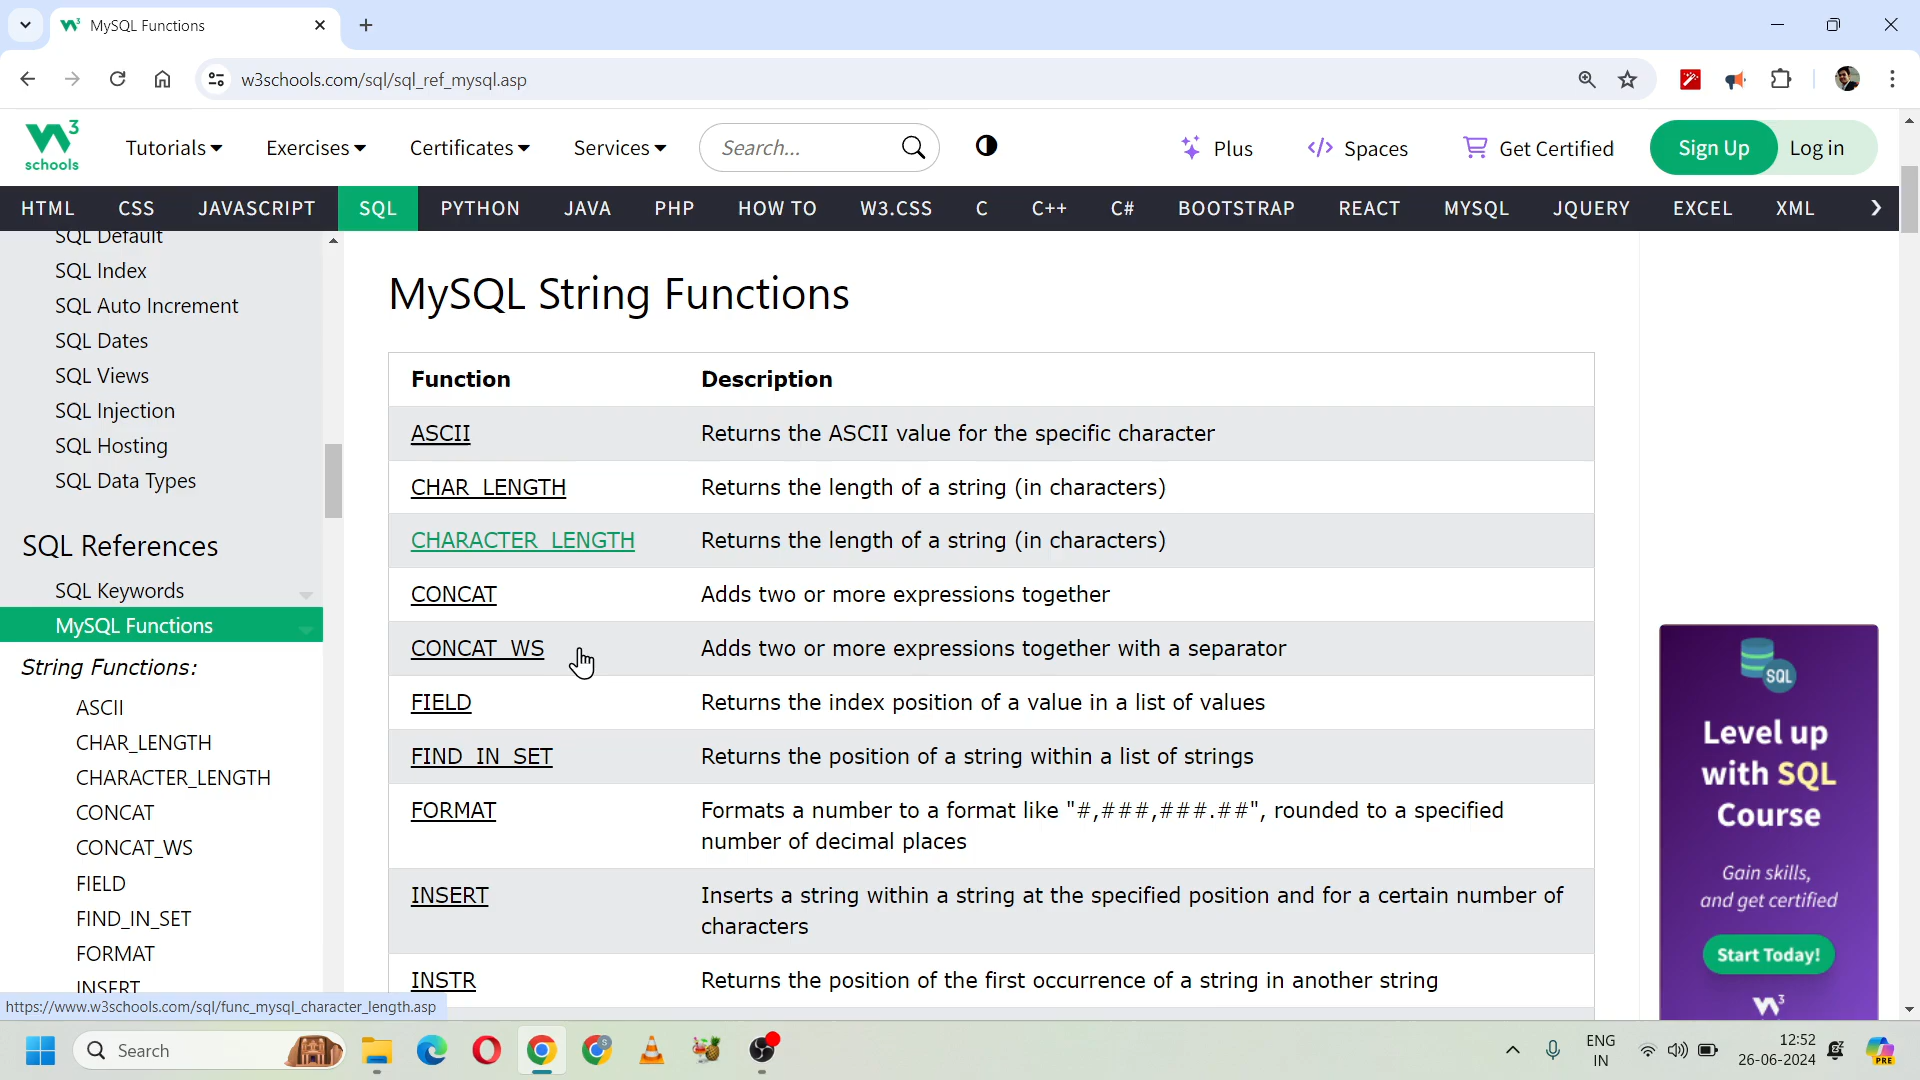 MySQL Functions
w3schools.com/sql/sql_ref_mysql.asp
W3
schools
Tutorials
Exercises
Certificates
Services
Search...
Plus
Spaces
Get Certified
Sign Up
Log in
HTML
CSS
JAVASCRIPT
SQL
PYTHON
JAVA
PHP
HOW TO
W3.CSS
C
C++
C#
BOOTSTRAP
REACT
MYSQL
JQUERY
EXCEL
XML
SQL Default
SQL Index
SQL Auto Increment
SQL Dates
SQL Views
SQL Injection
SQL Hosting
SQL Data Types
SQL References
SQL Keywords
MySQL Functions
String Functions:
ASCII
CHAR_LENGTH
CHARACTER_LENGTH
CONCAT
CONCAT_WS
FIELD
FIND_IN_SET
FORMAT
INSERT
https://www.w3schools.com/sql/func_mysql_character_length.asp
MySQL String Functions
Function Description
ASCII Returns the ASCII value for the specific character
CHAR_LENGTH Returns the length of a string (in characters)
CHARACTER_LENGTH Returns the length of a string (in characters)
CONCAT Adds two or more expressions together
CONCAT_WS Adds two or more expressions together with a separator
FIELD Returns the index position of a value in a list of values
FIND_IN_SET Returns the position of a string within a list of strings
FORMAT Formats a number to a format like "#,###,###.##", rounded to a specified
number of decimal places
INSERT Inserts a string within a string at the specified position and for a certain number of
characters
INSTR Returns the position of the first occurrence of a string in another string
SQL
Level up
with SQL
Course
Gain skills,
and get certified
Start Today!
W3
Search
S
ENG
IN
12:52
26-06-2024
PRE